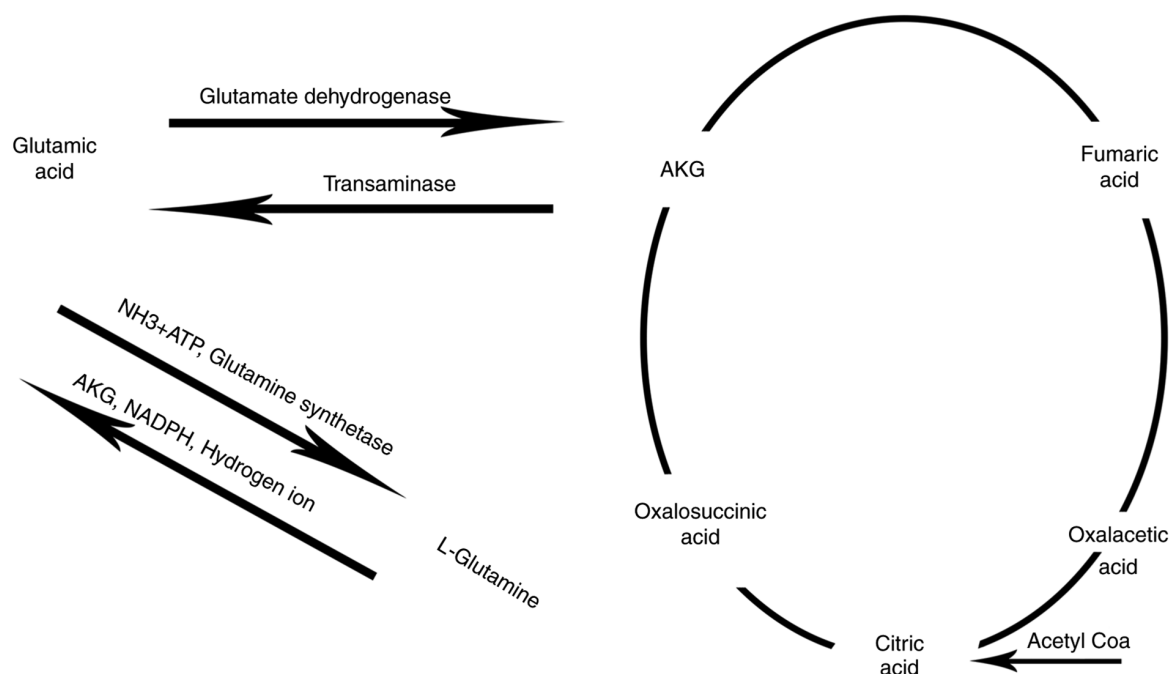 Glutamate dehydrogenase
Glutamic
acid
Transaminase
AKG
Fumaric
acid
NH3+ATP, Glutamine synthetase
AKG, NADPH, Hydrogen ion
L-Glutamine
Oxalosuccinic
acid
Oxalacetic
acid
Citric
acid
Acetyl Coa